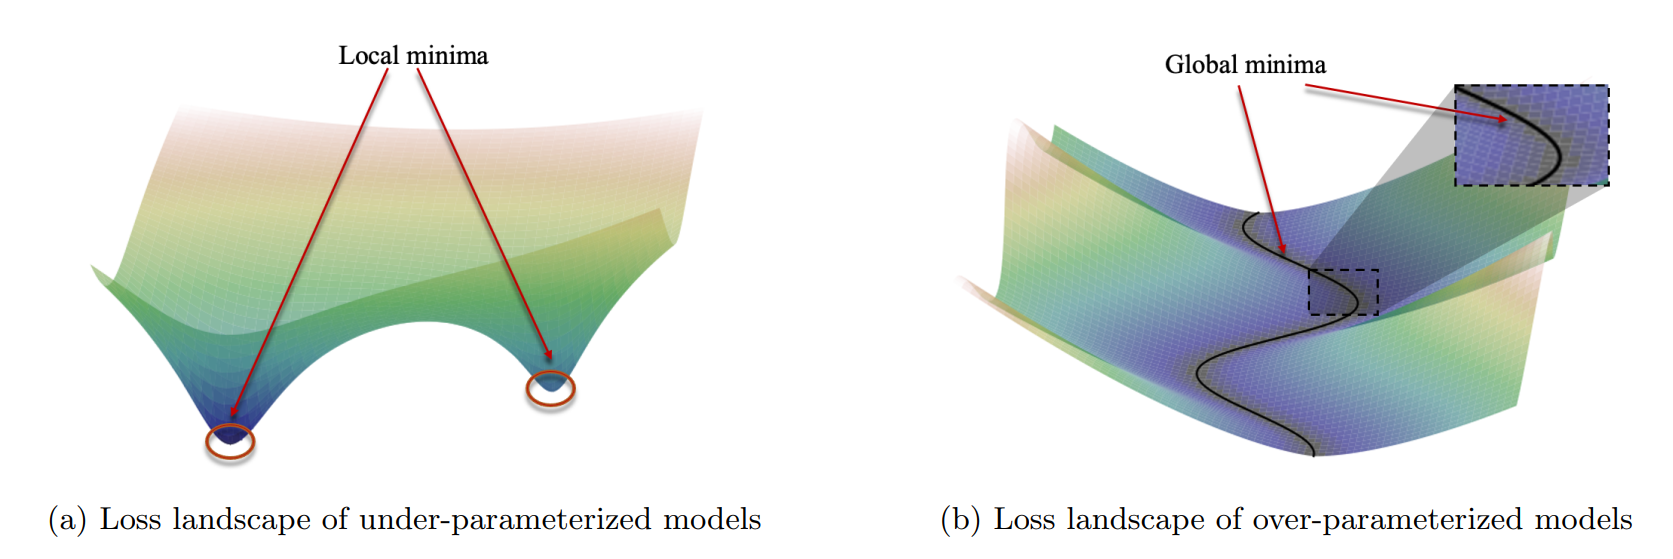 Local minima
Global minima
(a) Loss landscape of under-parameterized models
(b) Loss landscape of over-parameterized models